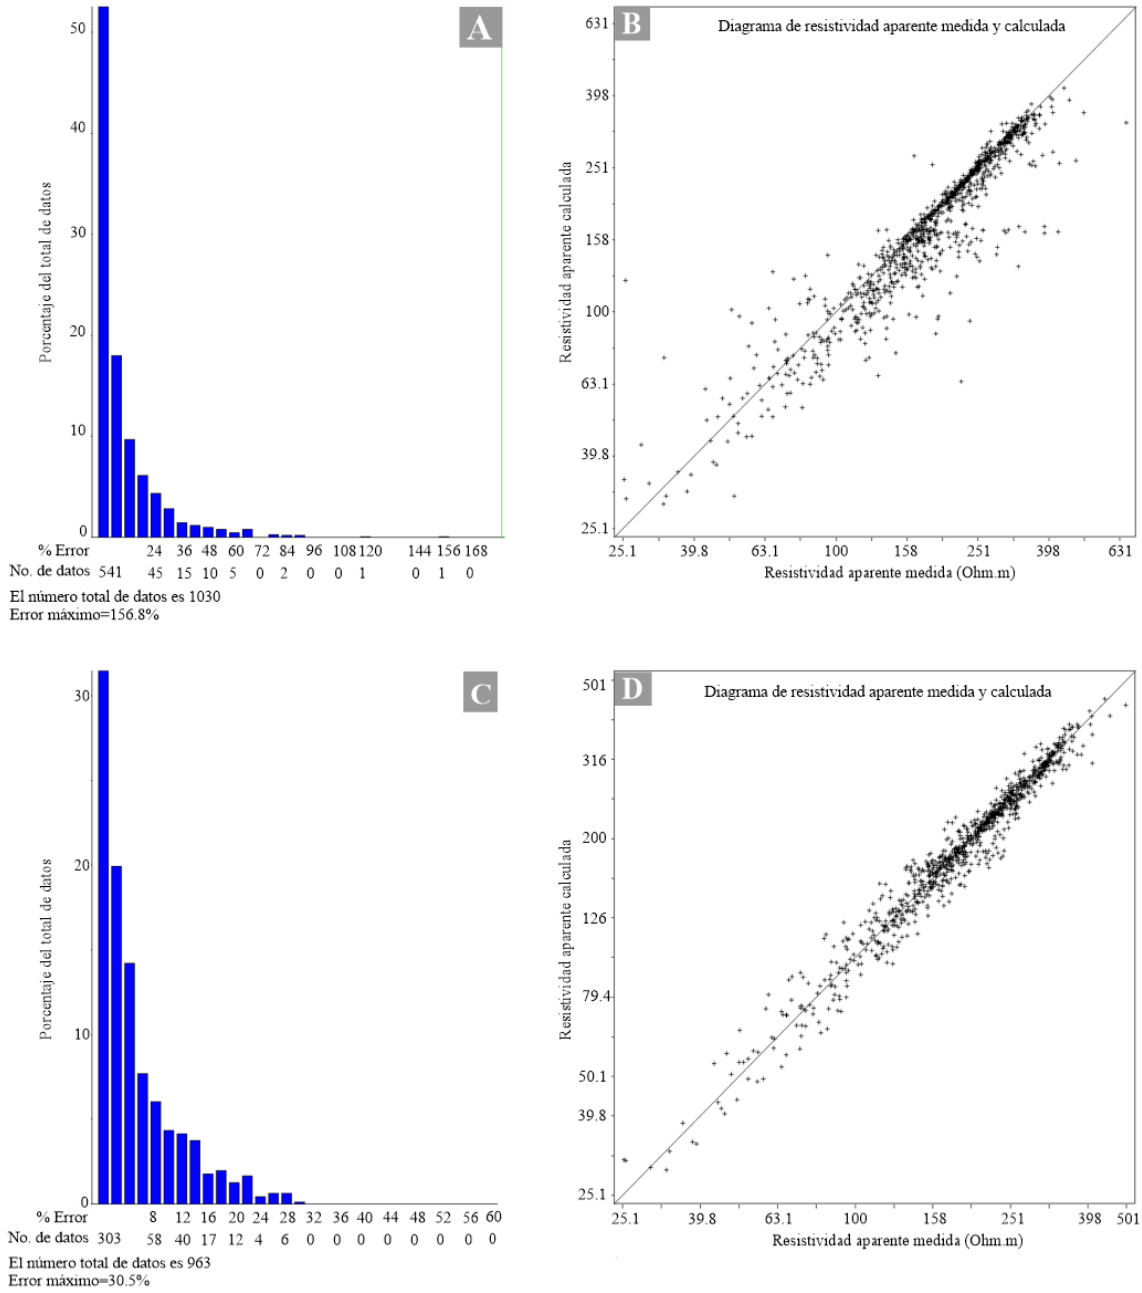 A
Porcentaje del total de datos
50
40
30
20
10
0
% Error 24 36 48 60 72 84 96 108 120 144 156 168
No. de datos 541 45 15 10 5 0 2 0 0 1 0 1 0
El número total de datos es 1030
Error máximo=156.8%
B
Diagrama de resistividad aparente medida y calculada
Resistividad aparente calculada
631
398
251
158
100
63.1
39.8
25.1
25.1 39.8 63.1 100 158 251 398 631
Resistividad aparente medida (Ohm.m)
C
Porcentaje del total de datos
30
20
10
0
% Error 8 12 16 20 24 28 32 36 40 44 48 52 56 60
No. de datos 303 58 40 17 12 4 6 0 0 0 0 0 0 0 0
El número total de datos es 963
Error máximo=30.5%
D
Diagrama de resistividad aparente medida y calculada
Resistividad aparente calculada
501
316
200
126
79.4
50.1
39.8
25.1
25.1 39.8 63.1 100 158 251 398 501
Resistividad aparente medida (Ohm.m)